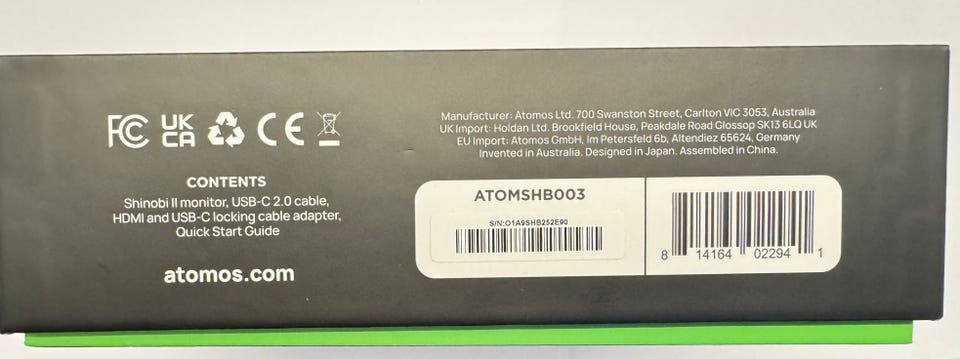 FC
UK
CA
CE
CONTENTS
Shinobi II monitor, USB-C 2.0 cable,
HDMI and USB-C locking cable adapter,
Quick Start Guide
atomos.com
Manufacturer: Atomos Ltd. 700 Swanston Street, Carlton VIC 3053, Australia
UK Import: Holdan Ltd. Brookfield House, Peakdale Road Glossop SK13 6LQ UK
EU Import: Atomos GmbH, Im Petersfeld 6b, Altendiez 65624, Germany
Invented in Australia. Designed in Japan. Assembled in China.
ATOMSHB003
S/N:O1A9SHB252E90
8 14164 02294 1